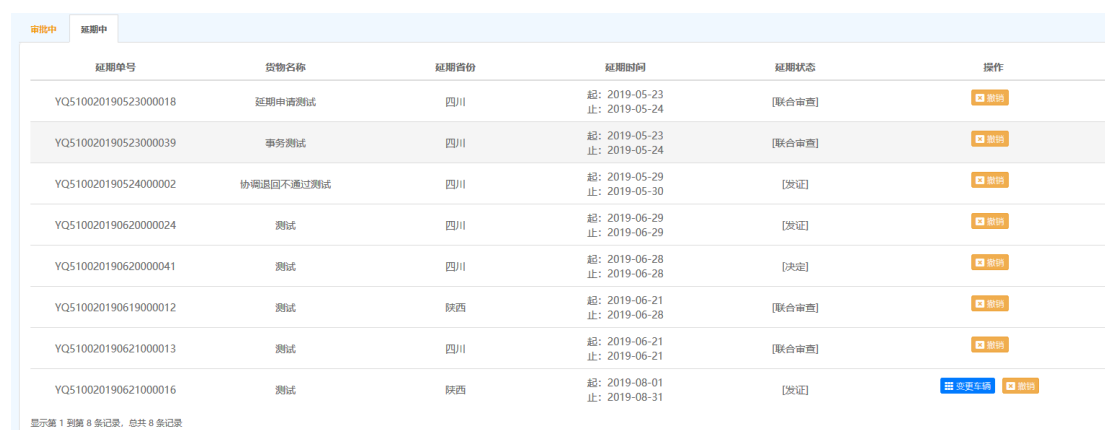 审批中 延期中
延期单号 货物名称 延期省份 延期时间 延期状态 操作
YQ510020190523000018 延期申请测试 四川 起：2019-05-23 [联合审查] 撤销
止：2019-05-24
YQ510020190523000039 事务测试 四川 起：2019-05-23 [联合审查] 撤销
止：2019-05-24
YQ510020190524000002 协调退回不通过测试 四川 起：2019-05-29 [发证] 撤销
止：2019-05-30
YQ510020190620000024 测试 四川 起：2019-06-29 [发证] 撤销
止：2019-06-29
YQ510020190620000041 测试 四川 起：2019-06-28 [决定] 撤销
止：2019-06-28
YQ510020190619000012 测试 陕西 起：2019-06-21 [联合审查] 撤销
止：2019-06-28
YQ510020190621000013 测试 四川 起：2019-06-21 [联合审查] 撤销
止：2019-06-21
YQ510020190621000016 测试 陕西 起：2019-08-01 [发证] 变更车辆 撤销
止：2019-08-31
显示第 1 到第 8 条记录，总共 8 条记录